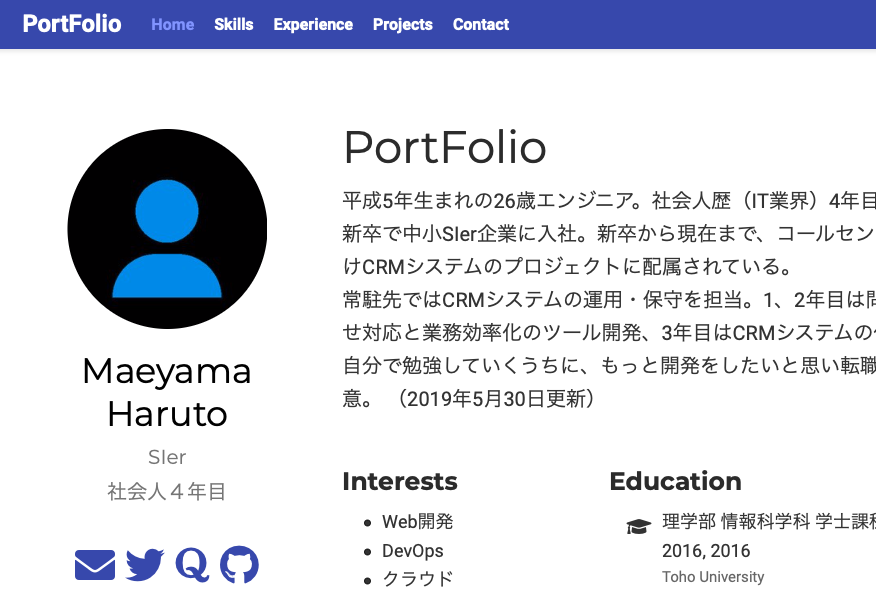 PortFolio Home Skills Experience Projects Contact
PortFolio
平成5年生まれの26歳エンジニア。社会人歴（IT業界）4年目
新卒で中小SIer企業に入社。新卒から現在まで、コールセン
けCRMシステムのプロジェクトに配属されている。
常駐先ではCRMシステムの運用・保守を担当。1、2年目は問
せ対応と業務効率化のツール開発、3年目はCRMシステムの
自分で勉強していくうちに、もっと開発をしたいと思い転職
意。（2019年5月30日更新）
Maeyama
Haruto
SIer
社会人４年目
Interests
Web開発
DevOps
クラウド
Education
理学部 情報科学科 学士課
2016, 2016
Toho University